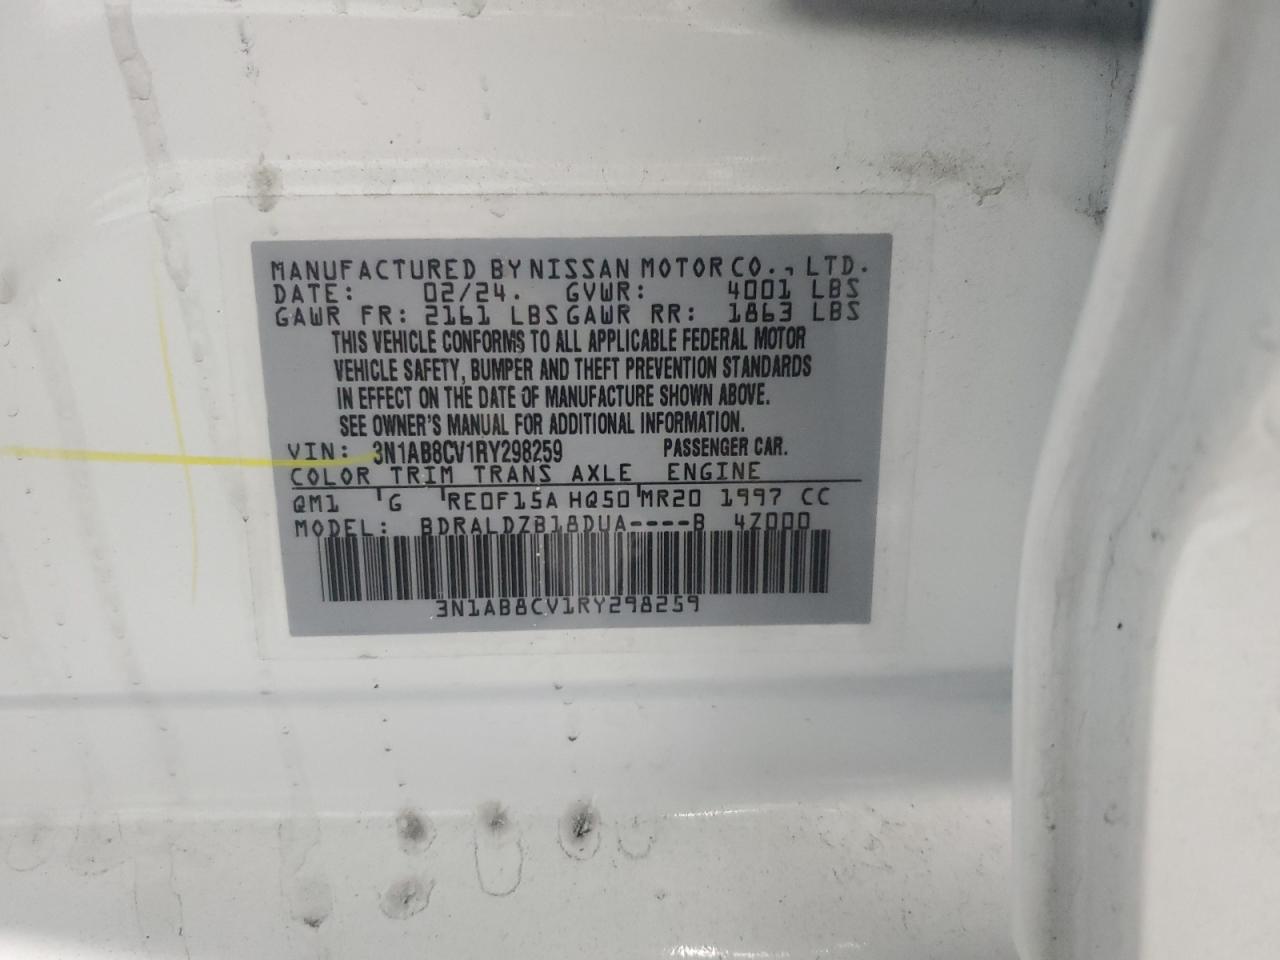 MANUFACTURED BY NISSAN MOTOR CO., LTD.
DATE: 02/24. GVWR: 4001 LBS
GAWR FR: 2161 LBS GAWR RR: 1863 LBS
THIS VEHICLE CONFORMS TO ALL APPLICABLE FEDERAL MOTOR
VEHICLE SAFETY, BUMPER AND THEFT PREVENTION STANDARDS
IN EFFECT ON THE DATE OF MANUFACTURE SHOWN ABOVE.
SEE OWNER'S MANUAL FOR ADDITIONAL INFORMATION.
VIN: 3N1AB8CV1RY298259 PASSENGER CAR.
COLOR TRIM TRANS AXLE ENGINE
QM1 G RE0F15A HQ50 MR20 1997 CC
MODEL: BDRALDZB18DUA----B 4Z000
3N1AB8CV1RY298259